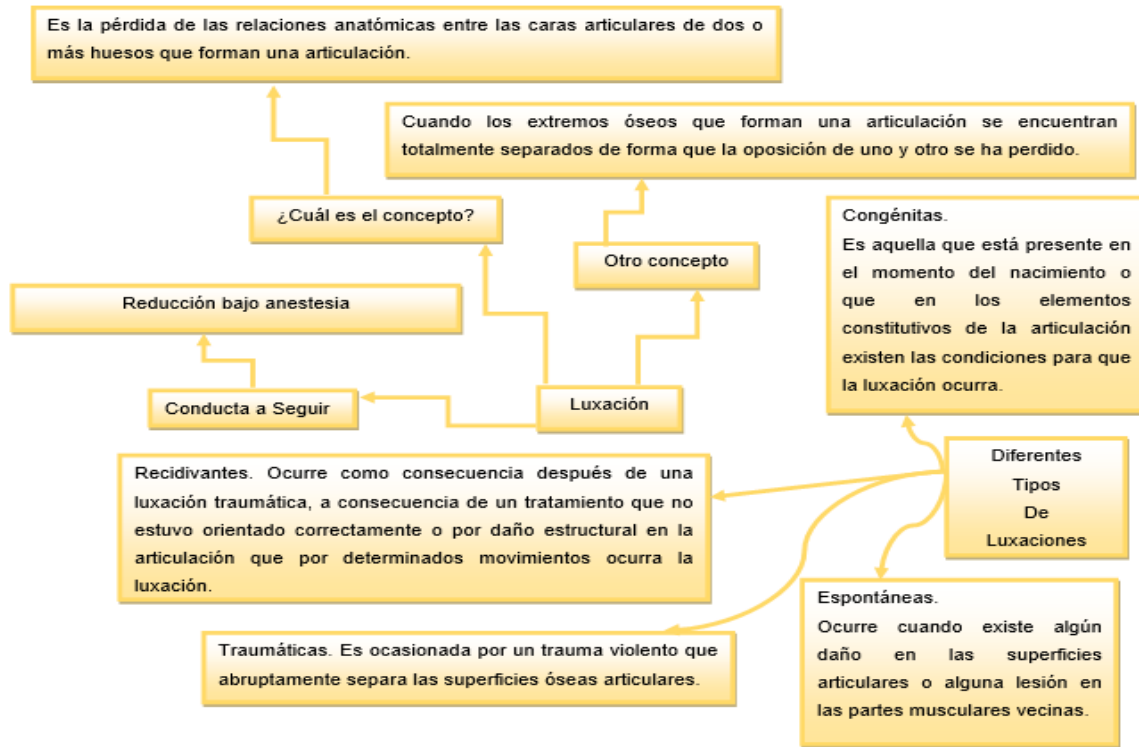 Es la pérdida de las relaciones anatómicas entre las caras articulares de dos o
más huesos que forman una articulación.
Cuando los extremos óseos que forman una articulación se encuentran
totalmente separados de forma que la oposición de uno y otro se ha perdido.
¿Cuál es el concepto?
Otro concepto
Congénitas.
Es aquella que está presente en
el momento del nacimiento o
que en los elementos
constitutivos de la articulación
existen las condiciones para que
la luxación ocurra.
Reducción bajo anestesia
Conducta a Seguir
Luxación
Recidivantes. Ocurre como consecuencia después de una
luxación traumática, a consecuencia de un tratamiento que no
estuvo orientado correctamente o por daño estructural en la
articulación que por determinados movimientos ocurra la
luxación.
Diferentes
Tipos
De
Luxaciones
Traumáticas. Es ocasionada por un trauma violento que
abruptamente separa las superficies óseas articulares.
Espontáneas.
Ocurre cuando existe algún
daño en las superficies
articulares o alguna lesión en
las partes musculares vecinas.